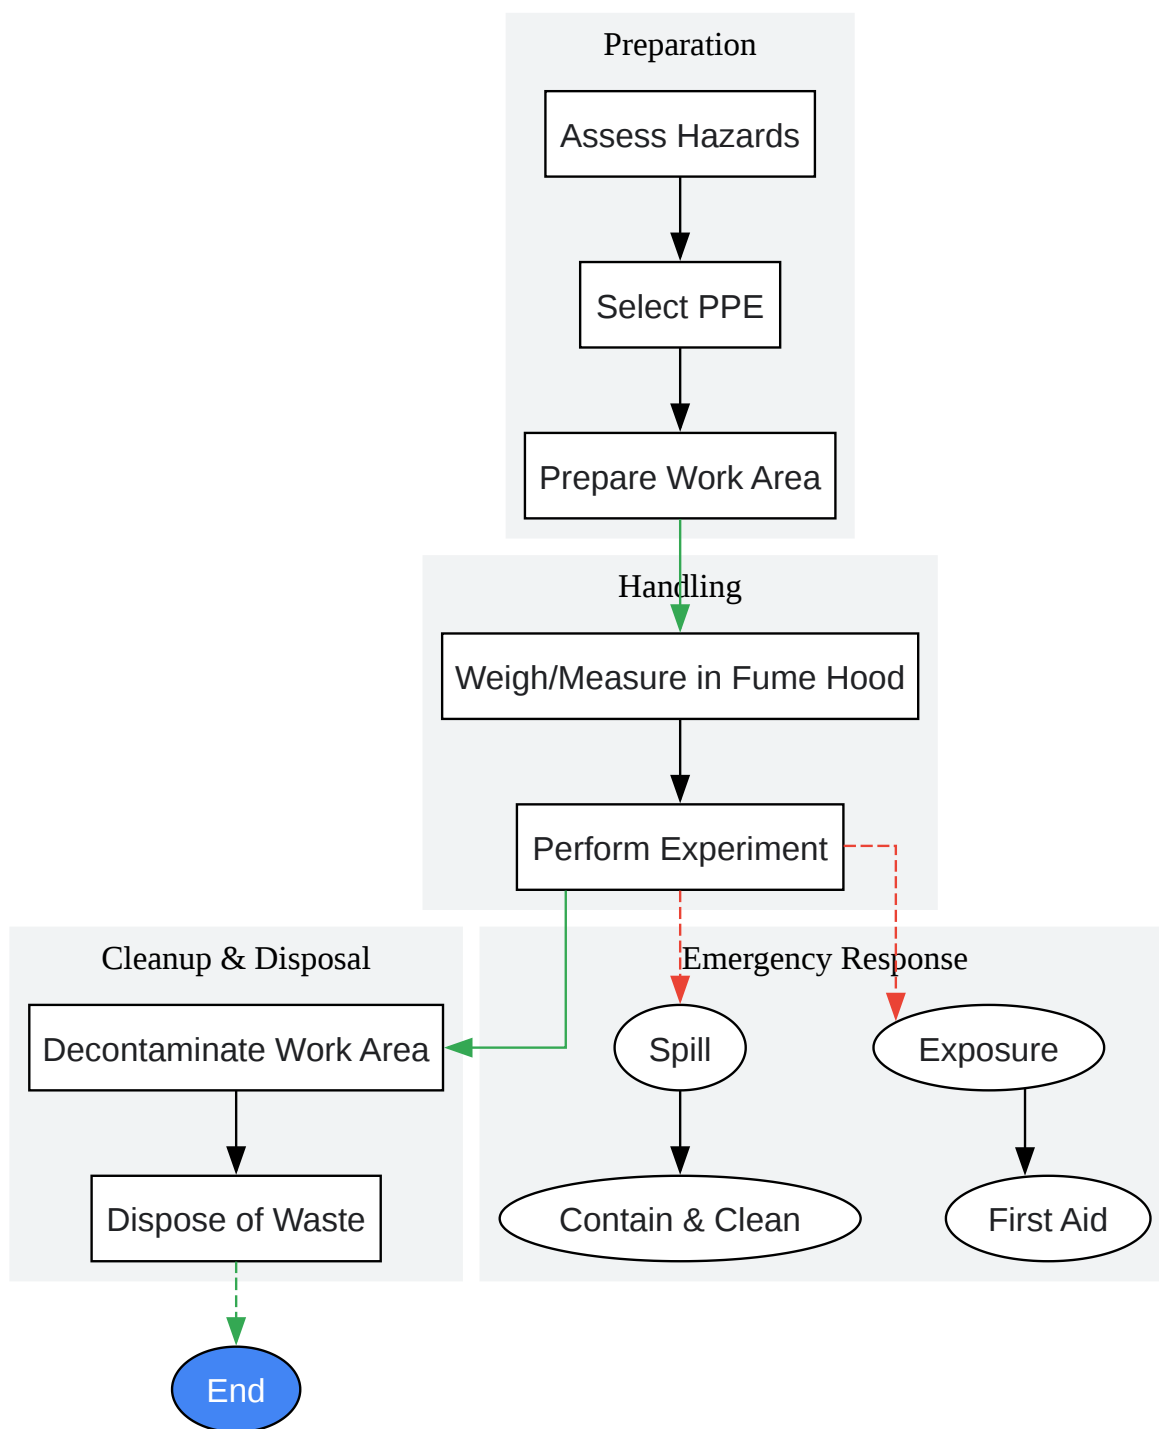 Preparation
Assess Hazards
Select PPE
Prepare Work Area
Handling
Weigh/Measure in Fume Hood
Perform Experiment
Cleanup & Disposal
Decontaminate Work Area
Dispose of Waste
End
Emergency Response
Spill
Exposure
Contain & Clean
First Aid